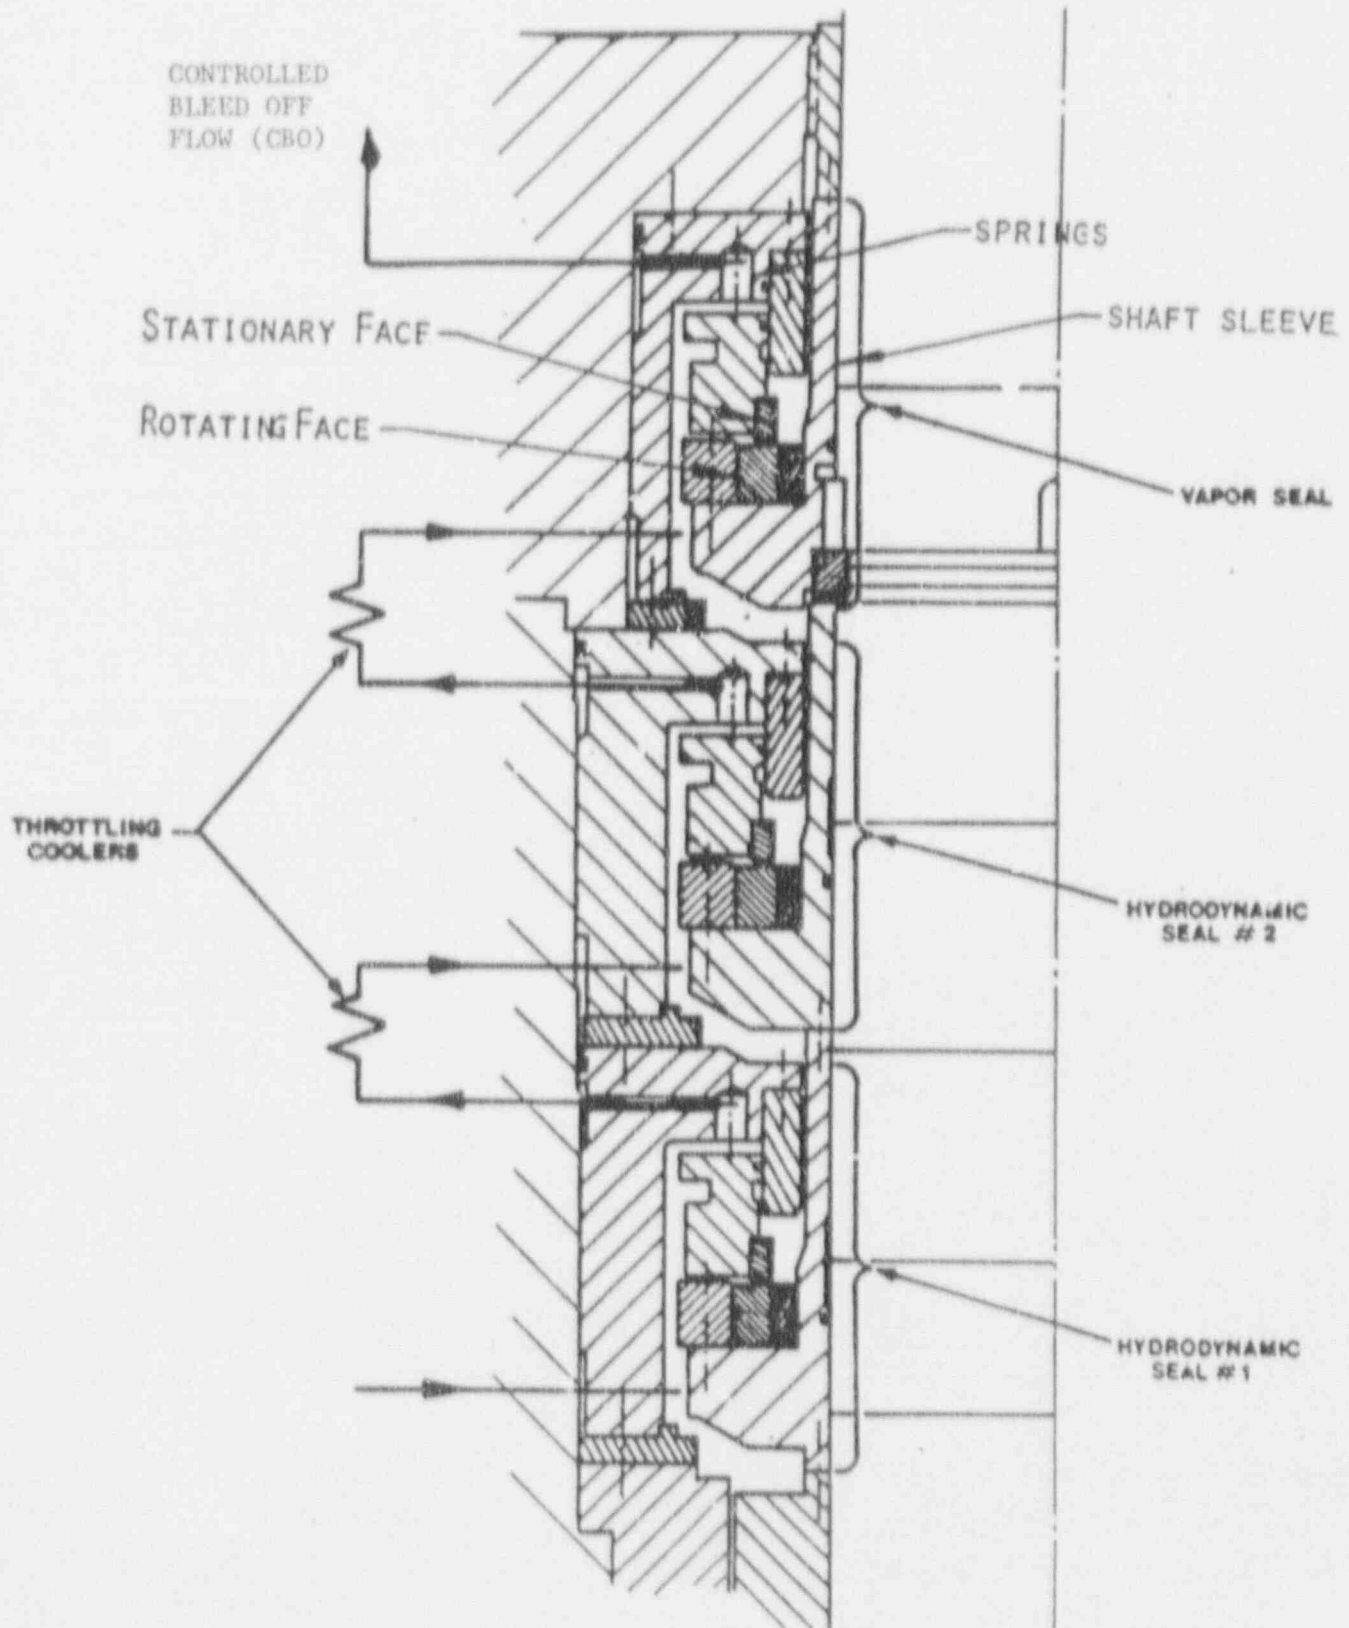 CONTROLLED
BLEED OFF
FLOW (CBO)
SPRINGS
STATIONARY FACE
SHAFT SLEEVE
ROTATING FACE
VAPOR SEAL
THROTTLING
COOLERS
HYDRODYNAMIC
SEAL # 2
HYDRODYNAMIC
SEAL # 1